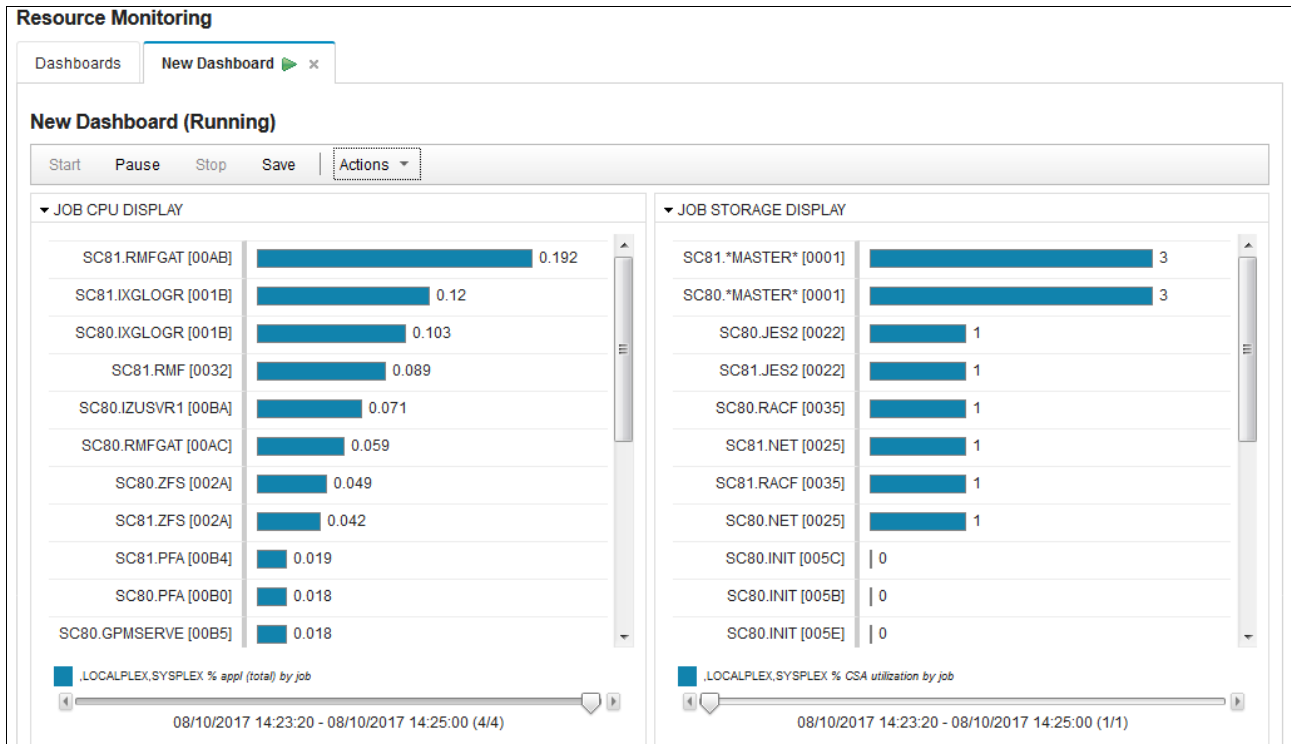 Resource Monitoring
Dashboards New Dashboard
New Dashboard (Running)
Start Pause Stop Save Actions
JOB CPU DISPLAY
SC81.RMFGAT [00AB] 0.192
SC81.IXGLOGR [001B] 0.12
SC80.IXGLOGR [001B] 0.103
SC81.RMF [0032] 0.089
SC80.IZUSVR1 [00BA] 0.071
SC80.RMFGAT [00AC] 0.059
SC80.ZFS [002A] 0.049
SC81.ZFS [002A] 0.042
SC81.PFA [00B4] 0.019
SC80.PFA [00B0] 0.018
SC80.GPMSERVE [00B5] 0.018
,LOCALPLEX,SYSPLEX % appl (total) by job
08/10/2017 14:23:20 - 08/10/2017 14:25:00 (4/4)
JOB STORAGE DISPLAY
SC81.*MASTER* [0001] 3
SC80.*MASTER* [0001] 3
SC80.JES2 [0022] 1
SC81.JES2 [0022] 1
SC80.RACF [0035] 1
SC81.NET [0025] 1
SC81.RACF [0035] 1
SC80.NET [0025] 1
SC80.INIT [005C] 0
SC80.INIT [005B] 0
SC80.INIT [005E] 0
,LOCALPLEX,SYSPLEX % CSA utilization by job
08/10/2017 14:23:20 - 08/10/2017 14:25:00 (1/1)